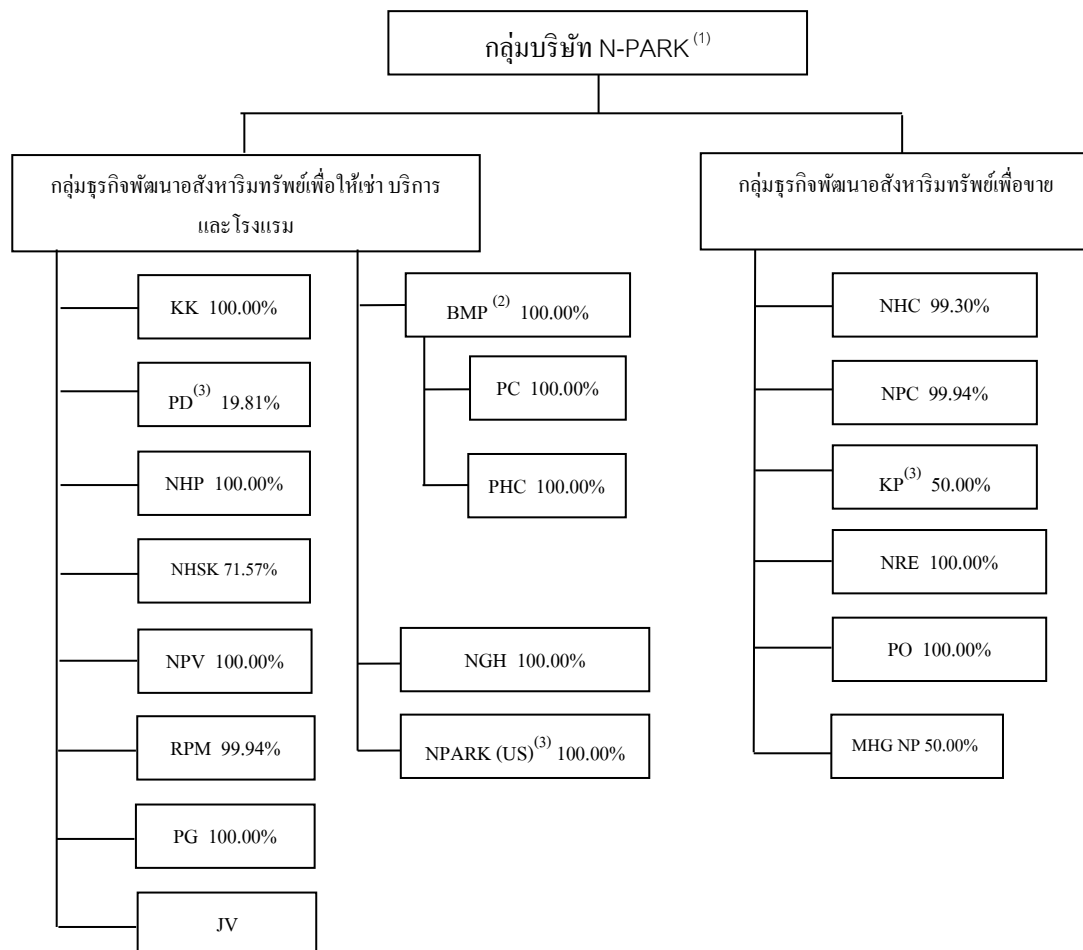 กลุ่มบริษัท N-PARK (1)
กลุ่มธุรกิจพัฒนาอสังหาริมทรัพย์เพื่อให้เช่า บริการ
และโรงแรม
กลุ่มธุรกิจพัฒนาอสังหาริมทรัพย์เพื่อขาย
KK 100.00%
PD(3) 19.81%
NHP 100.00%
NHSK 71.57%
NPV 100.00%
RPM 99.94%
PG 100.00%
JV
BMP (2) 100.00%
PC 100.00%
PHC 100.00%
NGH 100.00%
NPARK (US)(3) 100.00%
NHC 99.30%
NPC 99.94%
KP(3) 50.00%
NRE 100.00%
PO 100.00%
MHG NP 50.00%